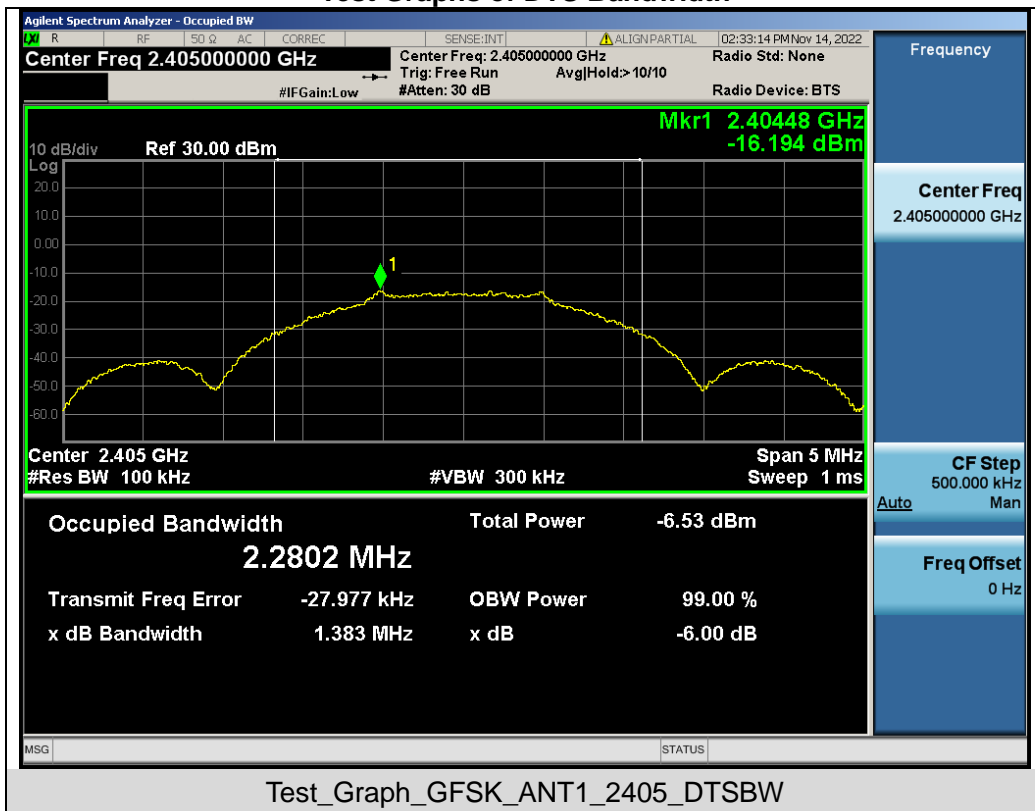 Agilent Spectrum Analyzer - Occupied BW
LXI R RF 50 Ω AC CORREC SENSE:INT ALIGN PARTIAL 02:33:14 PM Nov 14, 2022
Center Freq 2.405000000 GHz
Center Freq: 2.405000000 GHz
Radio Std: None
Trig: Free Run Avg|Hold:> 10/10
#IFGain:Low
#Atten: 30 dB
Radio Device: BTS
Mkr1 2.40448 GHz
-16.194 dBm
10 dB/div Ref 30.00 dBm
Log
20.0
10.0
0.00
-10.0
1
-20.0
-30.0
-40.0
-50.0
-60.0
Center 2.405 GHz Span 5 MHz
#Res BW 100 kHz #VBW 300 kHz Sweep 1 ms
Occupied Bandwidth Total Power -6.53 dBm
2.2802 MHz
Transmit Freq Error -27.977 kHz OBW Power 99.00 %
x dB Bandwidth 1.383 MHz x dB -6.00 dB
MSG STATUS
Frequency
Center Freq
2.405000000 GHz
CF Step
500.000 kHz
Auto Man
Freq Offset
0 Hz
Test_Graph_GFSK_ANT1_2405_DTSBW